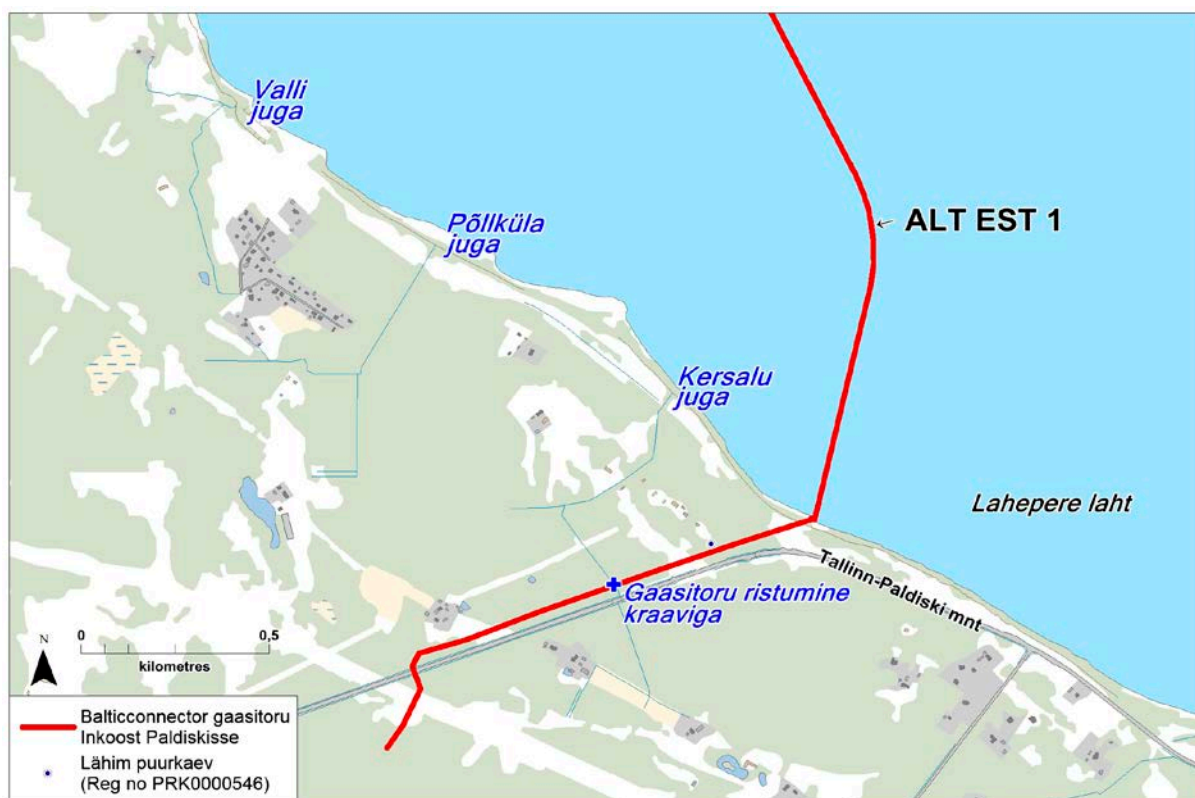 Valli
juga
Põllküla
juga
ALT EST 1
Kersalu
juga
Lahepere laht
Tallinn-Paldiski mnt
Gaasitoru ristumine
kraaviga
N
0 0,5
kilometres
Balticconnector gaasitoru
Inkoost Paldiskisse
Lähim puurkaev
(Reg no PRK0000546)